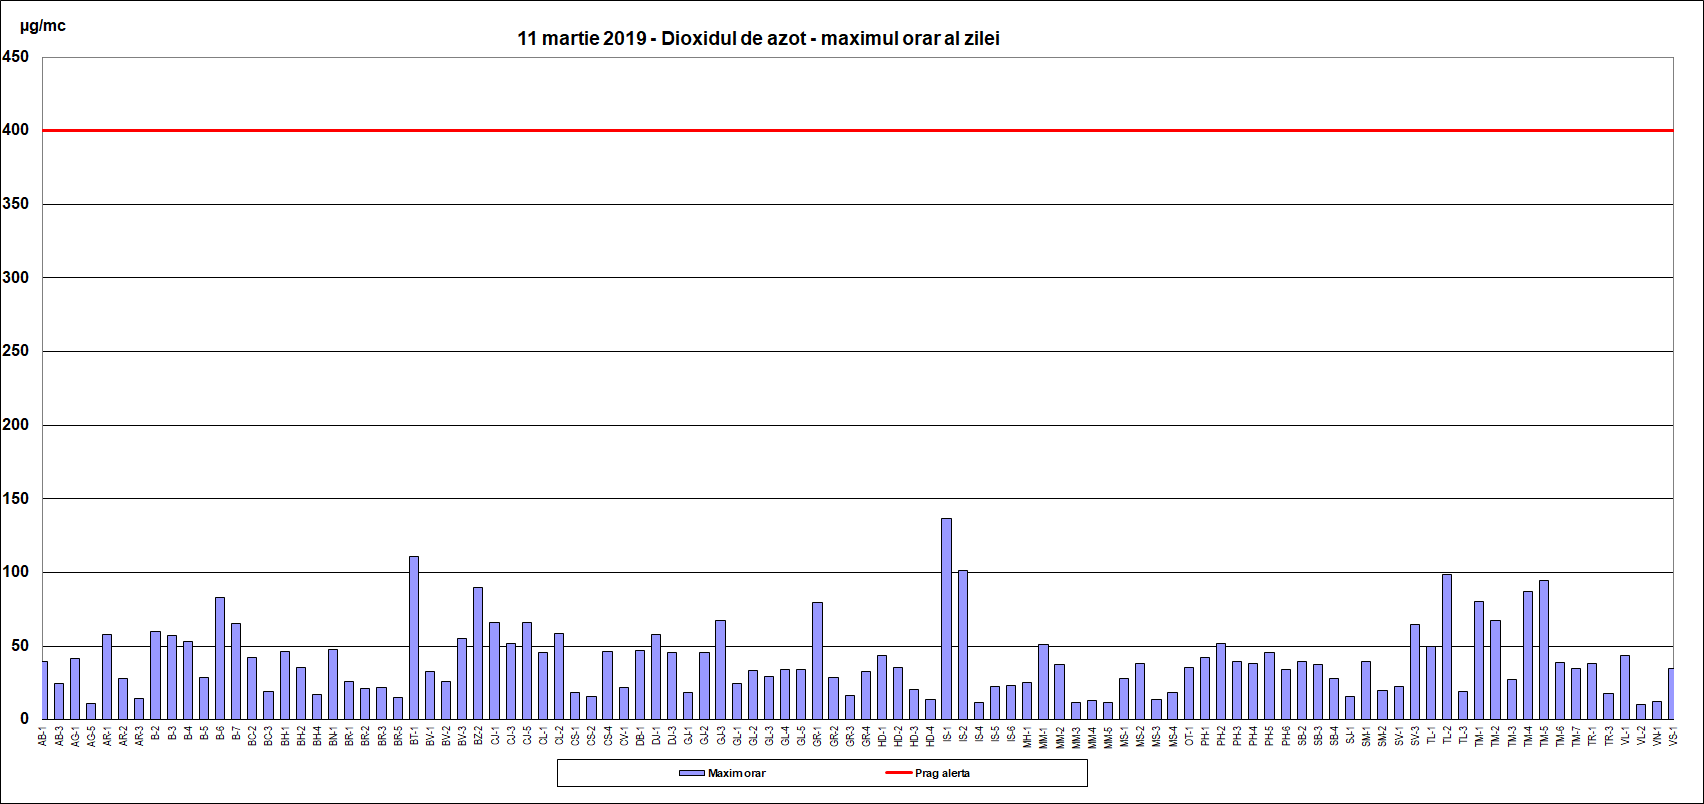 µg/mc
11 martie 2019 - Dioxidul de azot - maximul orar al zilei
450
400
350
300
250
200
150
100
50
0
AB-1 AB-3 AG-1 AG-5 AR-1 AR-2 AR-3 B-2 B-3 B-4 B-5 B-6 B-7 BC-2 BC-3 BH-1 BH-2 BH-4 BN-1 BR-1 BR-2 BR-3 BR-5 BT-1 BV-1 BV-2 BV-3 BZ-2 CJ-1 CJ-3 CJ-5 CL-1 CL-2 CS-1 CS-2 CS-4 CV-1 DB-1 DJ-1 DJ-3 GJ-1 GJ-2 GJ-3 GL-1 GL-2 GL-3 GL-4 GL-5 GR-1 GR-2 GR-3 GR-4 HD-1 HD-2 HD-3 HD-4 IS-1 IS-2 IS-4 IS-5 IS-6 MH-1 MM-1 MM-2 MM-3 MM-4 MM-5 MS-1 MS-2 MS-3 MS-4 OT-1 PH-1 PH-2 PH-3 PH-4 PH-5 PH-6 SB-2 SB-3 SB-4 SJ-1 SM-1 SM-2 SV-1 SV-3 TL-1 TL-2 TL-3 TM-1 TM-2 TM-3 TM-4 TM-5 TM-6 TM-7 TR-1 TR-3 VL-1 VL-2 VN-1 VS-1
Maxim orar Prag alerta